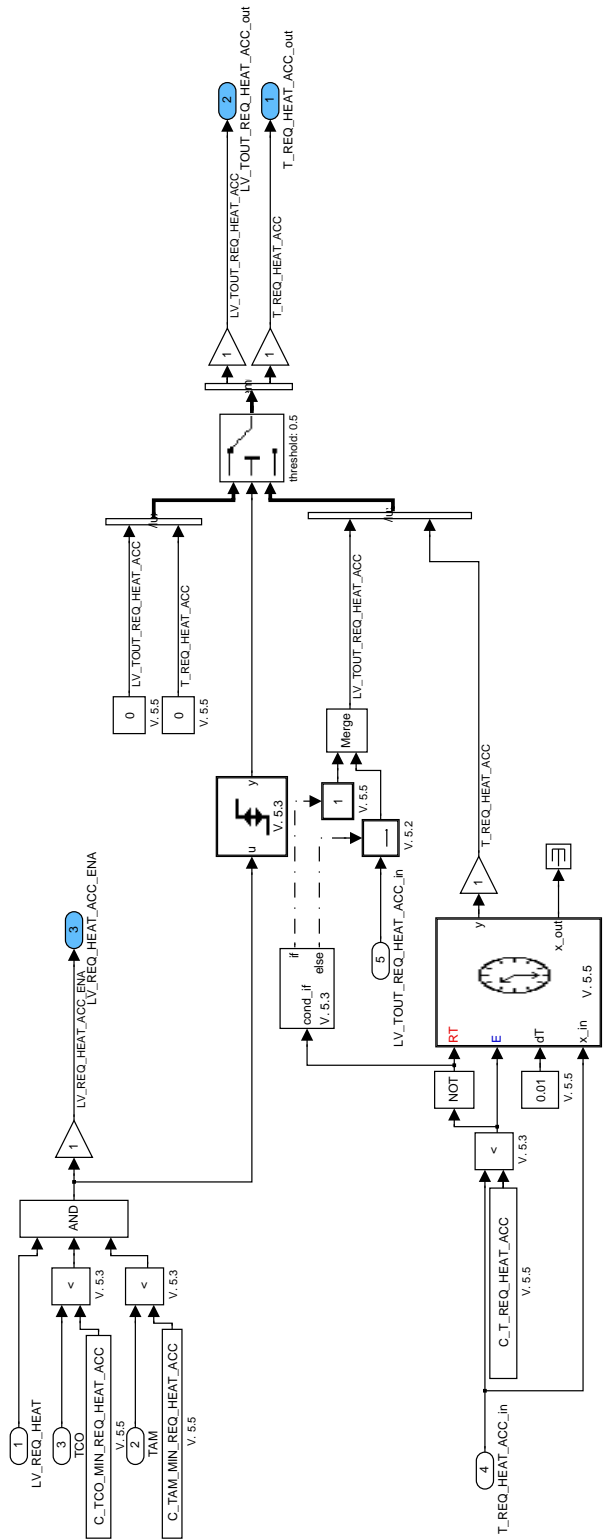 1
LV_REQ_HEAT
3
TCO
C_TCO_MIN_REQ_HEAT_ACC
V. 5.5
2
TAM
C_TAM_MIN_REQ_HEAT_ACC
V. 5.5
<
V. 5.3
<
V. 5.3
AND
1
LV_REQ_HEAT_ACC_ENA
3
LV_REQ_HEAT_ACC_ENA
u
y
V. 5.3
0
V. 5.5
LV_TOUT_REQ_HEAT_ACC
0
V. 5.5
T_REQ_HEAT_ACC
threshold: 0.5
1
LV_TOUT_REQ_HEAT_ACC
2
LV_TOUT_REQ_HEAT_ACC_out
1
T_REQ_HEAT_ACC
1
T_REQ_HEAT_ACC_out
cond_if
if
else
V. 5.3
1
V. 5.5
V. 5.2
Merge
LV_TOUT_REQ_HEAT_ACC
5
LV_TOUT_REQ_HEAT_ACC_in
4
T_REQ_HEAT_ACC_in
C_T_REQ_HEAT_ACC
V. 5.5
<
V. 5.3
NOT
0.01
V. 5.5
RT
E
dT
x_in
y
x_out
V. 5.5
1
T_REQ_HEAT_ACC